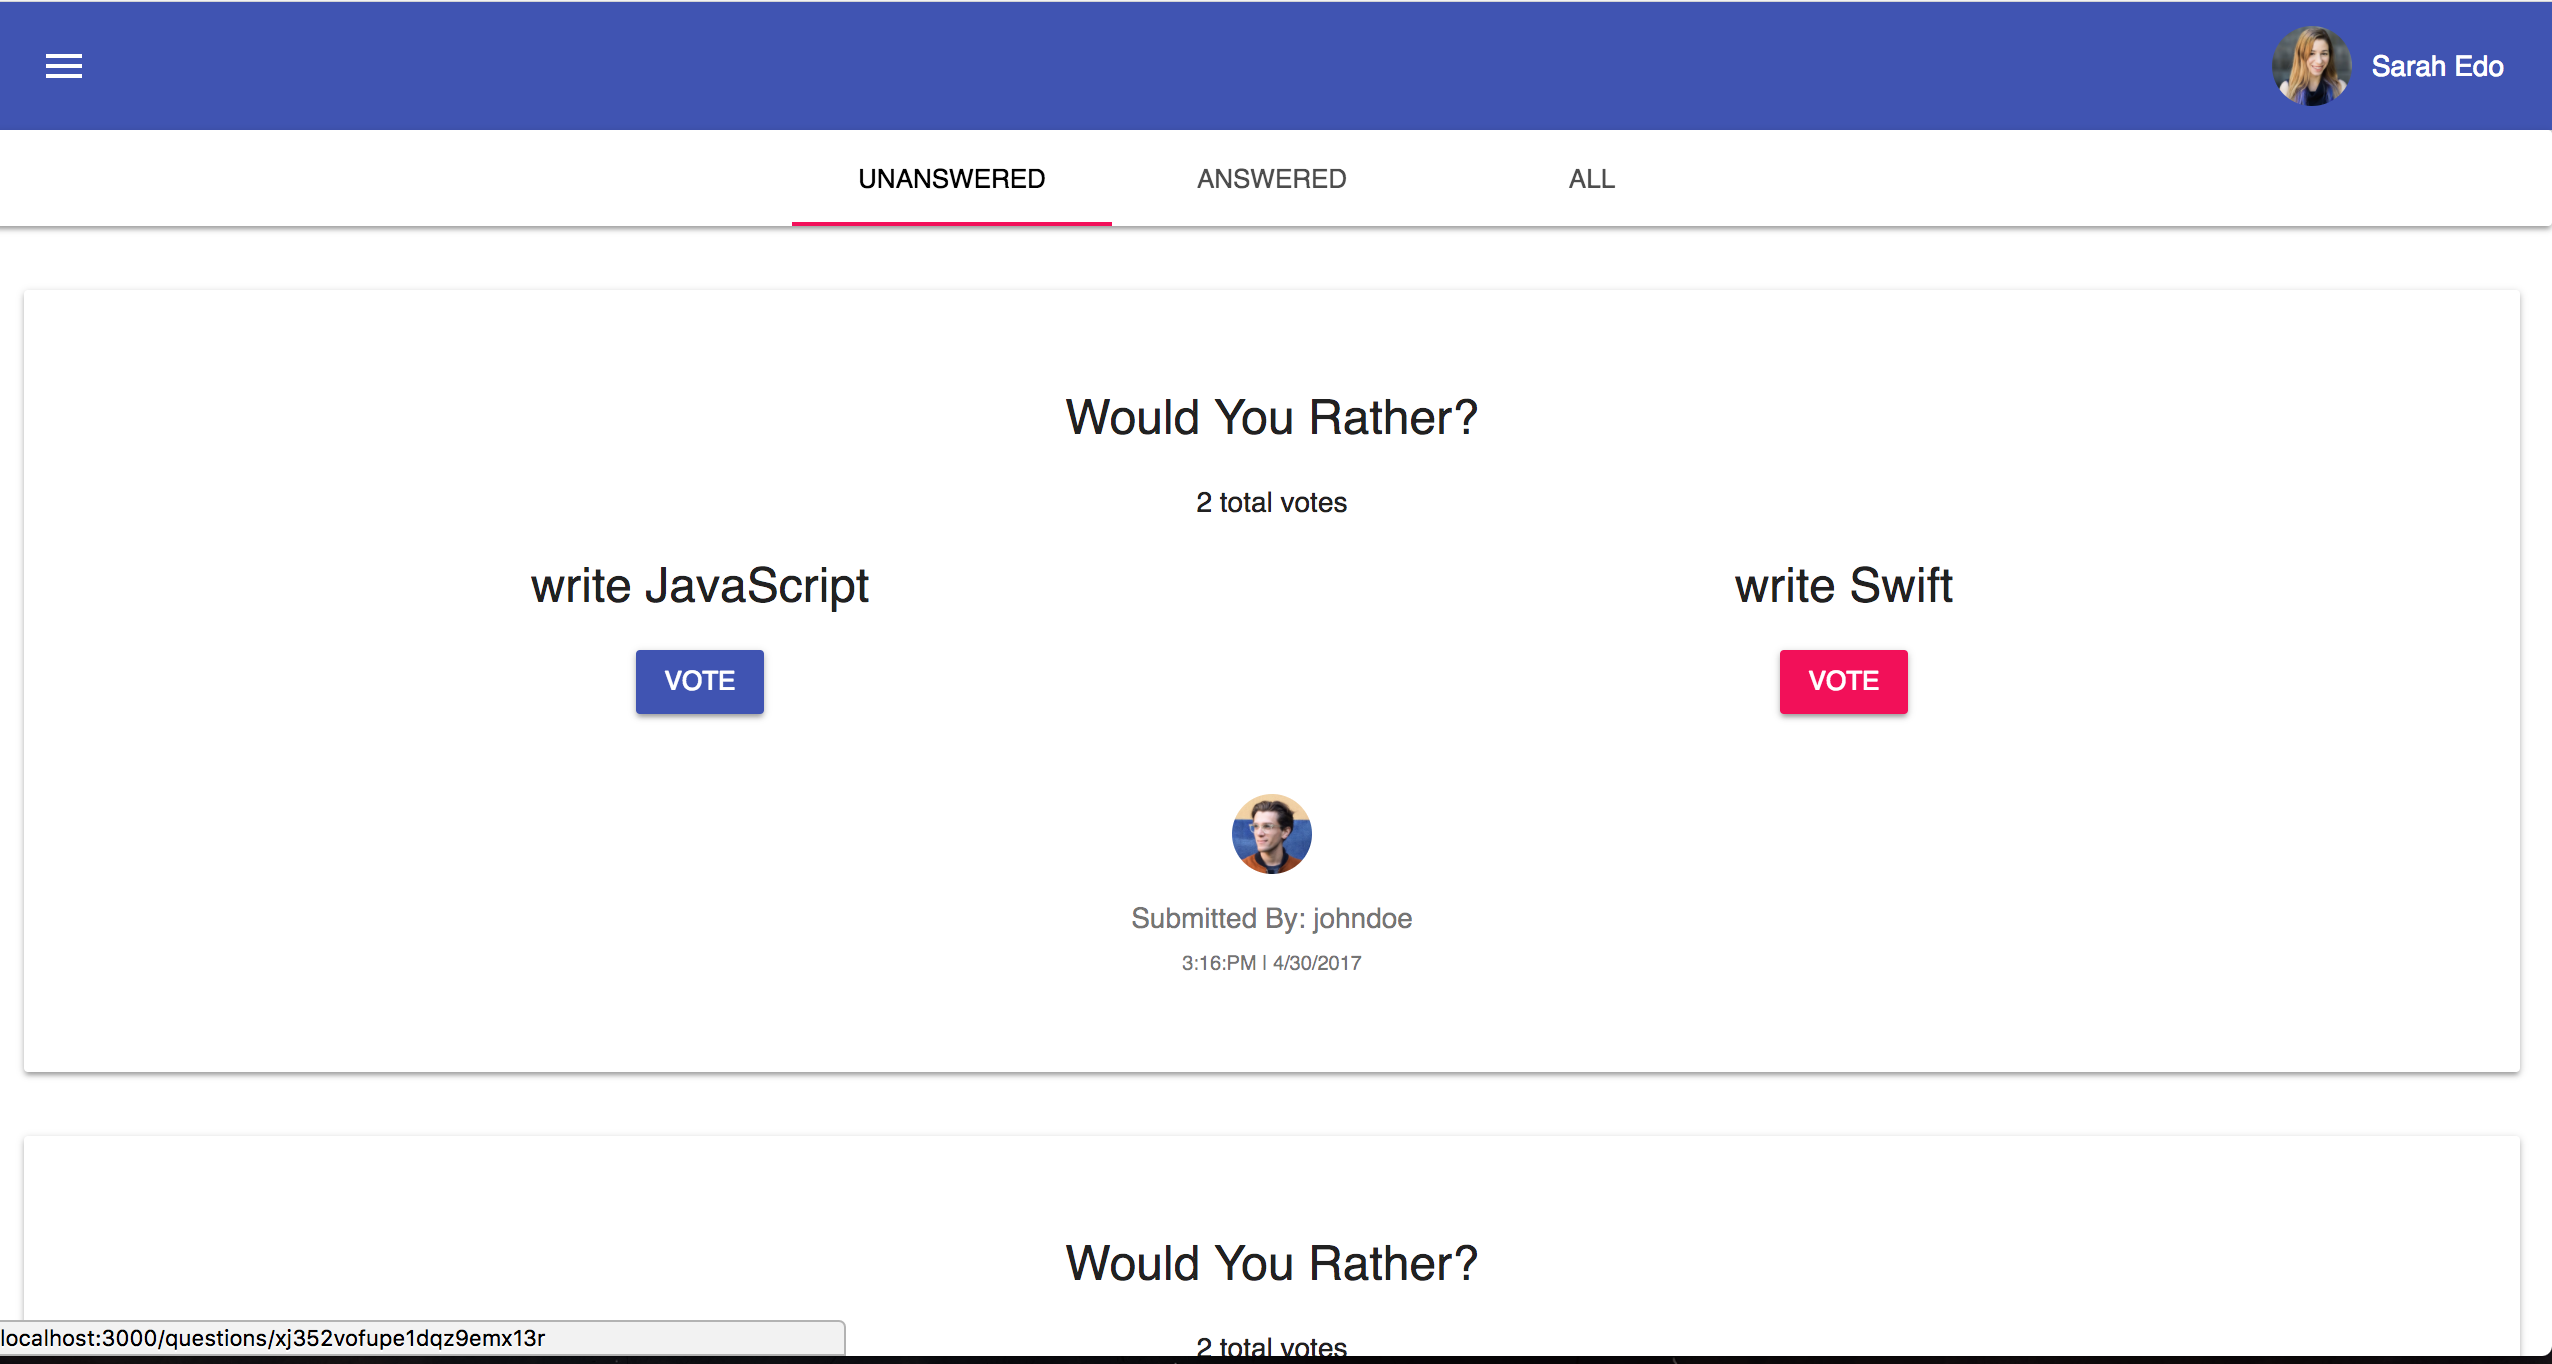 Sarah Edo
UNANSWERED ANSWERED ALL
Would You Rather?
2 total votes
write JavaScript write Swift
VOTE VOTE
Submitted By: johndoe
3:16:PM | 4/30/2017
Would You Rather?
2 total votes
localhost:3000/questions/xj352vofupe1dqz9emx13r